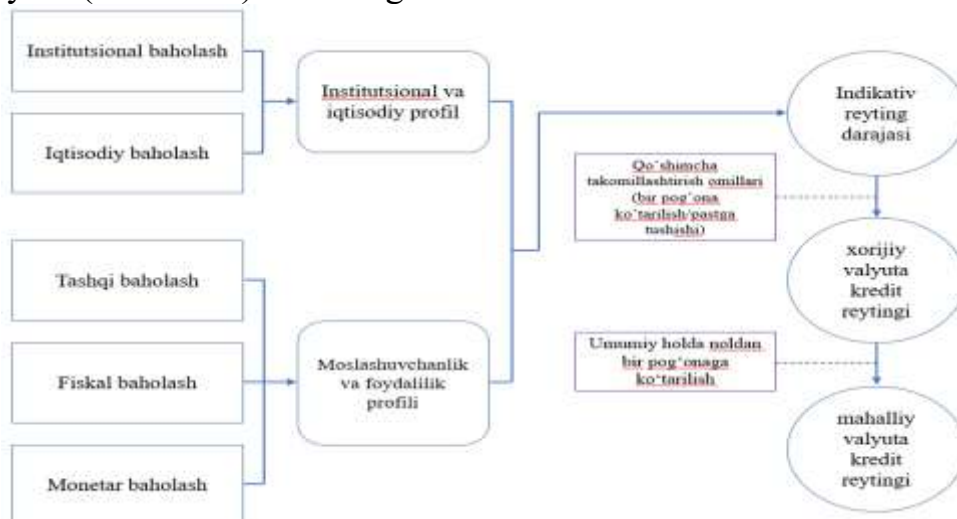 Institutsional baholash
Iqtisodiy baholash
Institutsional va
iqtisodiy profil
Tashqi baholash
Fiskal baholash
Monetar baholash
Moslashuvchanlik
va foydalilik
profili
Indikativ
reyting
darajasi
Qo‘shimcha
takomillashtirish omillari
(bir pog‘ona
ko‘tarilish/pastga
tushishi)
xorijiy
valyuta
kredit
reytingi
Umumiy holda noldan
bir pog‘onaga
ko‘tarilish
mahalliy
valyuta
kredit
reytingi